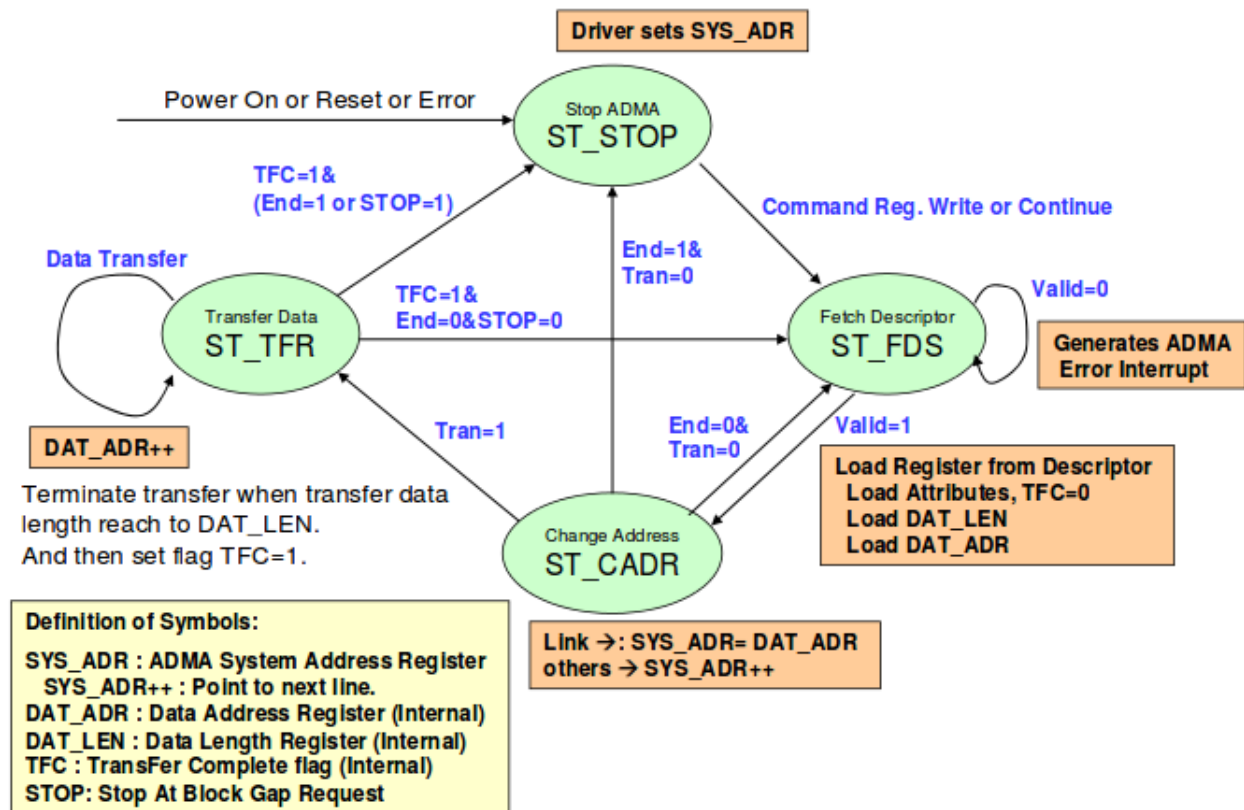 Driver sets SYS_ADR
Power On or Reset or Error
Stop ADMA
ST_STOP
TFC=1&
(End=1 or STOP=1)
Command Reg. Write or Continue
Data Transfer
End=1&
Tran=0
TFC=1&
End=0&STOP=0
Valid=0
Transfer Data
ST_TFR
Fetch Descriptor
ST_FDS
Generates ADMA
Error Interrupt
DAT_ADR++
Tran=1
End=0&
Tran=0
Valid=1
Terminate transfer when transfer data
length reach to DAT_LEN.
And then set flag TFC=1.
Load Register from Descriptor
Load Attributes, TFC=0
Load DAT_LEN
Load DAT_ADR
Change Address
ST_CADR
Link →: SYS_ADR= DAT_ADR
others → SYS_ADR++
Definition of Symbols:
SYS_ADR : ADMA System Address Register
SYS_ADR++ : Point to next line.
DAT_ADR : Data Address Register (Internal)
DAT_LEN : Data Length Register (Internal)
TFC : TransFer Complete flag (Internal)
STOP: Stop At Block Gap Request